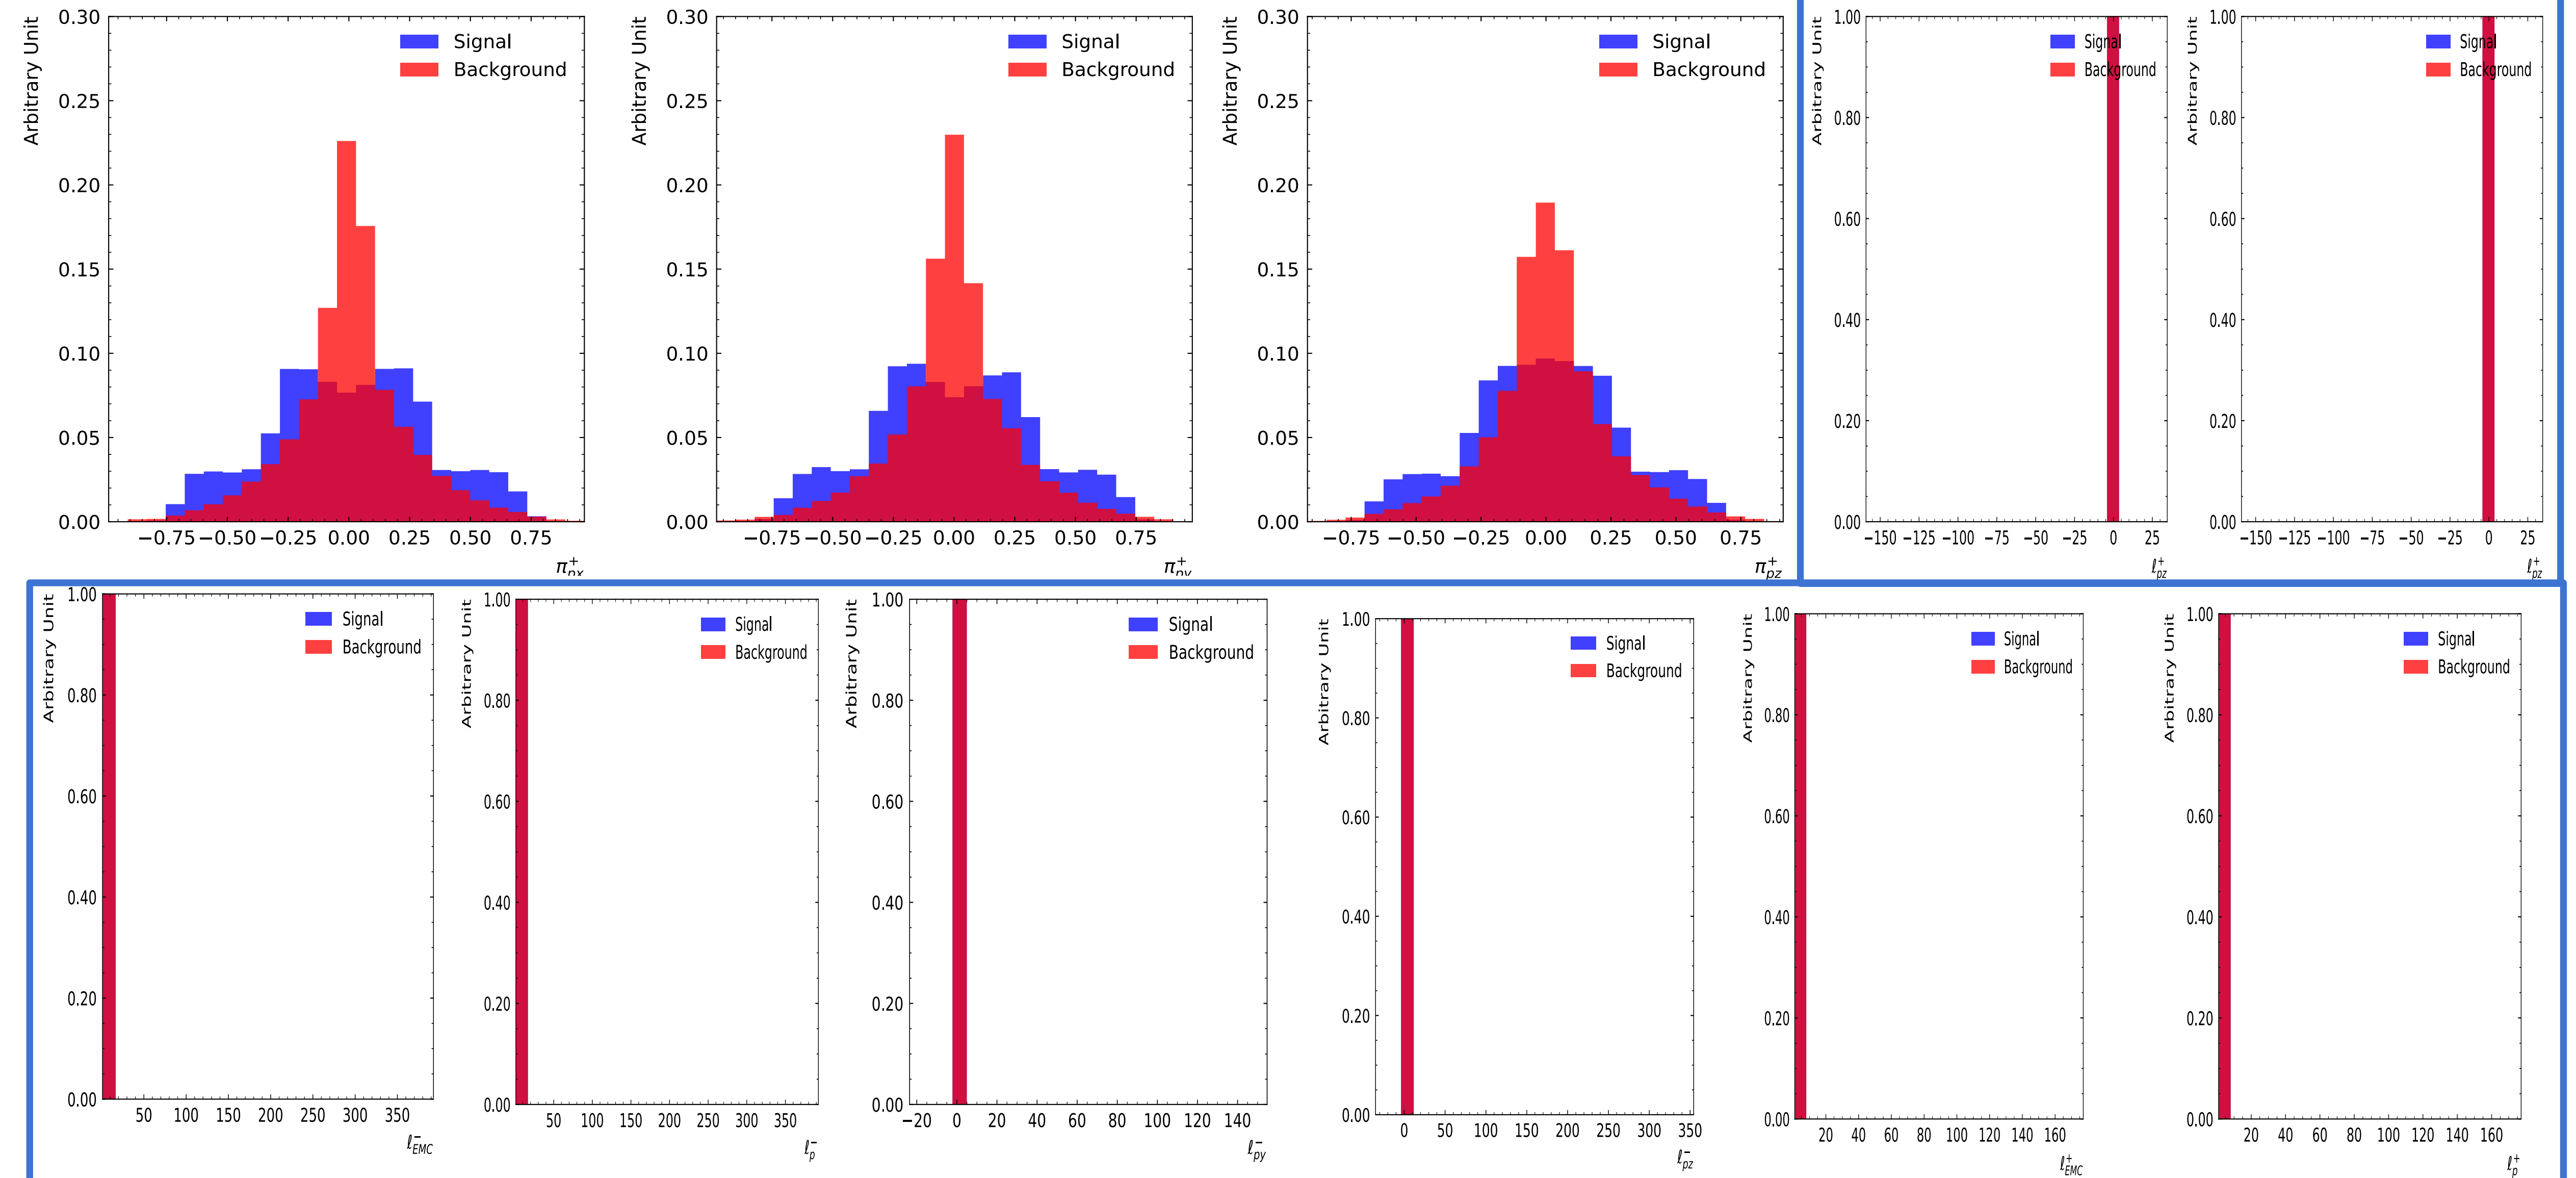 Arbitrary Unit
0.30
0.25
0.20
0.15
0.10
0.05
0.00
−0.75 −0.50 −0.25 0.00 0.25 0.50 0.75
Signal
Background
π⁺px
Arbitrary Unit
0.30
0.25
0.20
0.15
0.10
0.05
0.00
−0.75 −0.50 −0.25 0.00 0.25 0.50 0.75
Signal
Background
π⁺py
Arbitrary Unit
0.30
0.25
0.20
0.15
0.10
0.05
0.00
−0.75 −0.50 −0.25 0.00 0.25 0.50 0.75
Signal
Background
π⁺pz
Arbitrary Unit
1.00
0.80
0.60
0.40
0.20
0.00
−150 −125 −100 −75 −50 −25 0 25
Signal
Background
ℓ⁺pz
Arbitrary Unit
1.00
0.80
0.60
0.40
0.20
0.00
−150 −125 −100 −75 −50 −25 0 25
Signal
Background
ℓ⁺pz
Arbitrary Unit
1.00
0.80
0.60
0.40
0.20
0.00
50 100 150 200 250 300 350
Signal
Background
ℓ⁻EMC
Arbitrary Unit
1.00
0.80
0.60
0.40
0.20
0.00
50 100 150 200 250 300 350
Signal
Background
ℓ⁻p
Arbitrary Unit
1.00
0.80
0.60
0.40
0.20
0.00
−20 0 20 40 60 80 100 120 140
Signal
Background
ℓ⁻py
Arbitrary Unit
1.00
0.80
0.60
0.40
0.20
0.00
0 50 100 150 200 250 300 350
Signal
Background
ℓ⁻pz
Arbitrary Unit
1.00
0.80
0.60
0.40
0.20
0.00
20 40 60 80 100 120 140 160
Signal
Background
ℓ⁺EMC
Arbitrary Unit
1.00
0.80
0.60
0.40
0.20
0.00
20 40 60 80 100 120 140 160
Signal
Background
ℓ⁺p